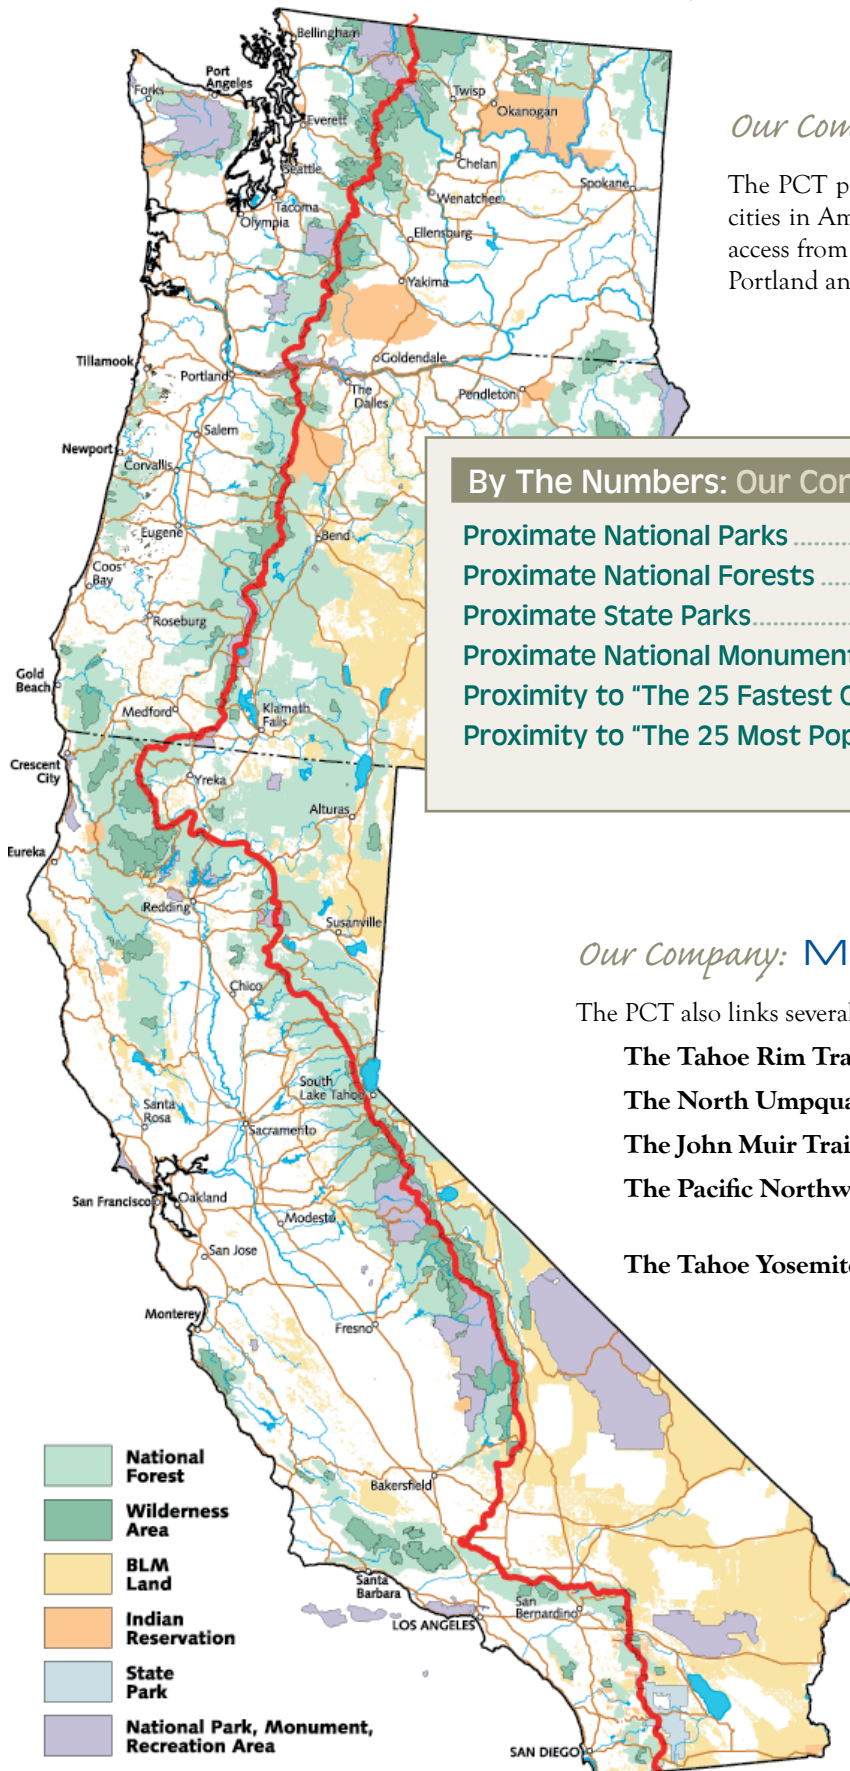 Bellingham
Port
Angeles
Forks
Twisp
Okanogan
Everett
Seattle
Chelan
Spokane
Wenatchee
Tacoma
Olympia
Ellensburg
Yakima
Goldendale
Tillamook
Portland
The
Dalles
Pendleton
Salem
Newport
Corvallis
Eugene
Bend
Coos
Bay
Roseburg
Gold
Beach
Medford
Klamath
Falls
Crescent
City
Yreka
Alturas
Eureka
Redding
Susanville
Chico
South
Lake Tahoe
Santa
Rosa
Sacramento
San Francisco
Oakland
Modesto
San Jose
Monterey
Fresno
Bakersfield
Santa
Barbara
San
Bernardino
LOS ANGELES
SAN DIEGO
National
Forest
Wilderness
Area
BLM
Land
Indian
Reservation
State
Park
National Park, Monument,
Recreation Area
Our Com
The PCT p
cities in Am
access from
Portland an
By The Numbers: Our Con
Proximate National Parks ........
Proximate National Forests ....
Proximate State Parks..............
Proximate National Monument
Proximity to "The 25 Fastest C
Proximity to "The 25 Most Pop
Our Company: M
The PCT also links several
The Tahoe Rim Tra
The North Umpqua
The John Muir Trai
The Pacific Northw
The Tahoe Yosemite